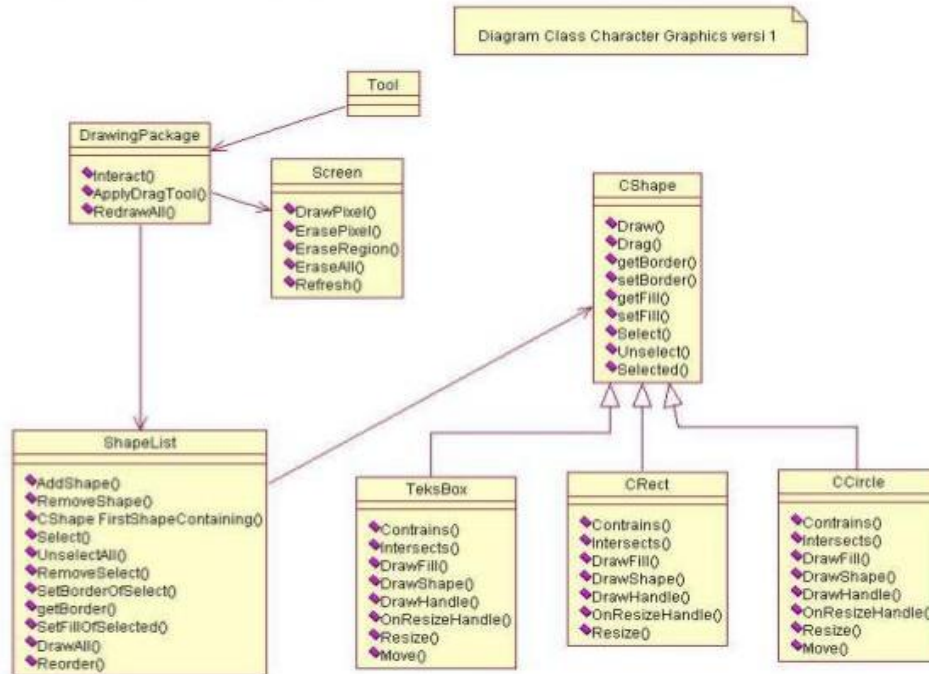 Diagram Class Character Graphics versi 1
Tool
DrawingPackage
Interact()
ApplyDragTool()
RedrawAll()
Screen
DrawPixel()
ErasePixel()
EraseRegion()
EraseAll()
Refresh()
CShape
Draw()
Drag()
getBorder()
setBorder()
getFill()
setFill()
Select()
Unselect()
Selected()
ShapeList
AddShape()
RemoveShape()
CShape FirstShapeContaining()
Select()
UnselectAll()
RemoveSelect()
SetBorderOfSelect()
getBorder()
SetFillOfSelected()
DrawAll()
Reorder()
TeksBox
Contrains()
Intersects()
DrawFill()
DrawShape()
DrawHandle()
OnResizeHandle()
Resize()
Move()
CRect
Contrains()
Intersects()
DrawFill()
DrawShape()
DrawHandle()
OnResizeHandle()
Resize()
CCircle
Contrains()
Intersects()
DrawFill()
DrawShape()
DrawHandle()
OnResizeHandle()
Resize()
Move()